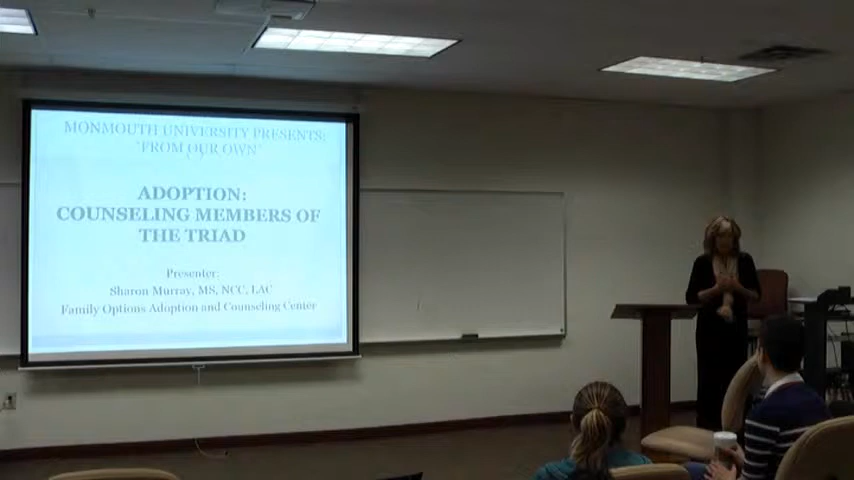 MONMOUTH UNIVERSITY PRESENTS:
"FROM OUR OWN"
ADOPTION:
COUNSELING MEMBERS OF
THE TRIAD
Presenter:
Sharon Murray, MS, NCC, LAC
Family Options Adoption and Counseling Center